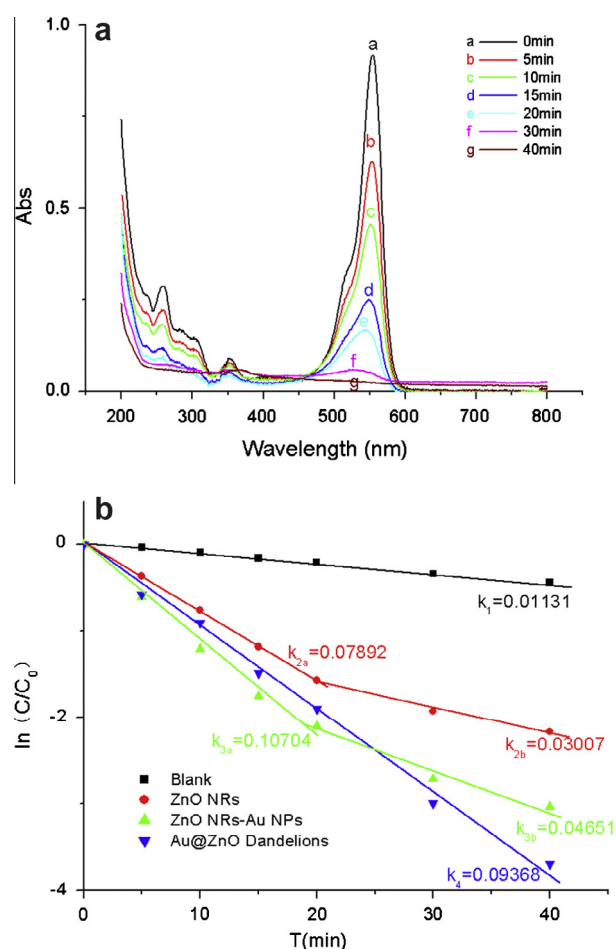 a
1.0
0.5
0.0
Abs
200 300 400 500 600 700 800
Wavelength (nm)
a
b
c
d
e
f
g
a 0min
b 5min
c 10min
d 15min
e 20min
f 30min
g 40min
b
0
-2
-4
ln (C/C₀)
0 10 20 30 40
T(min)
k₁=0.01131
k₂ₐ=0.07892
k2b=0.03007
k₃ₐ=0.10704
k3b=0.04651
k₄=0.09368
Blank
ZnO NRs
ZnO NRs-Au NPs
Au@ZnO Dandelions